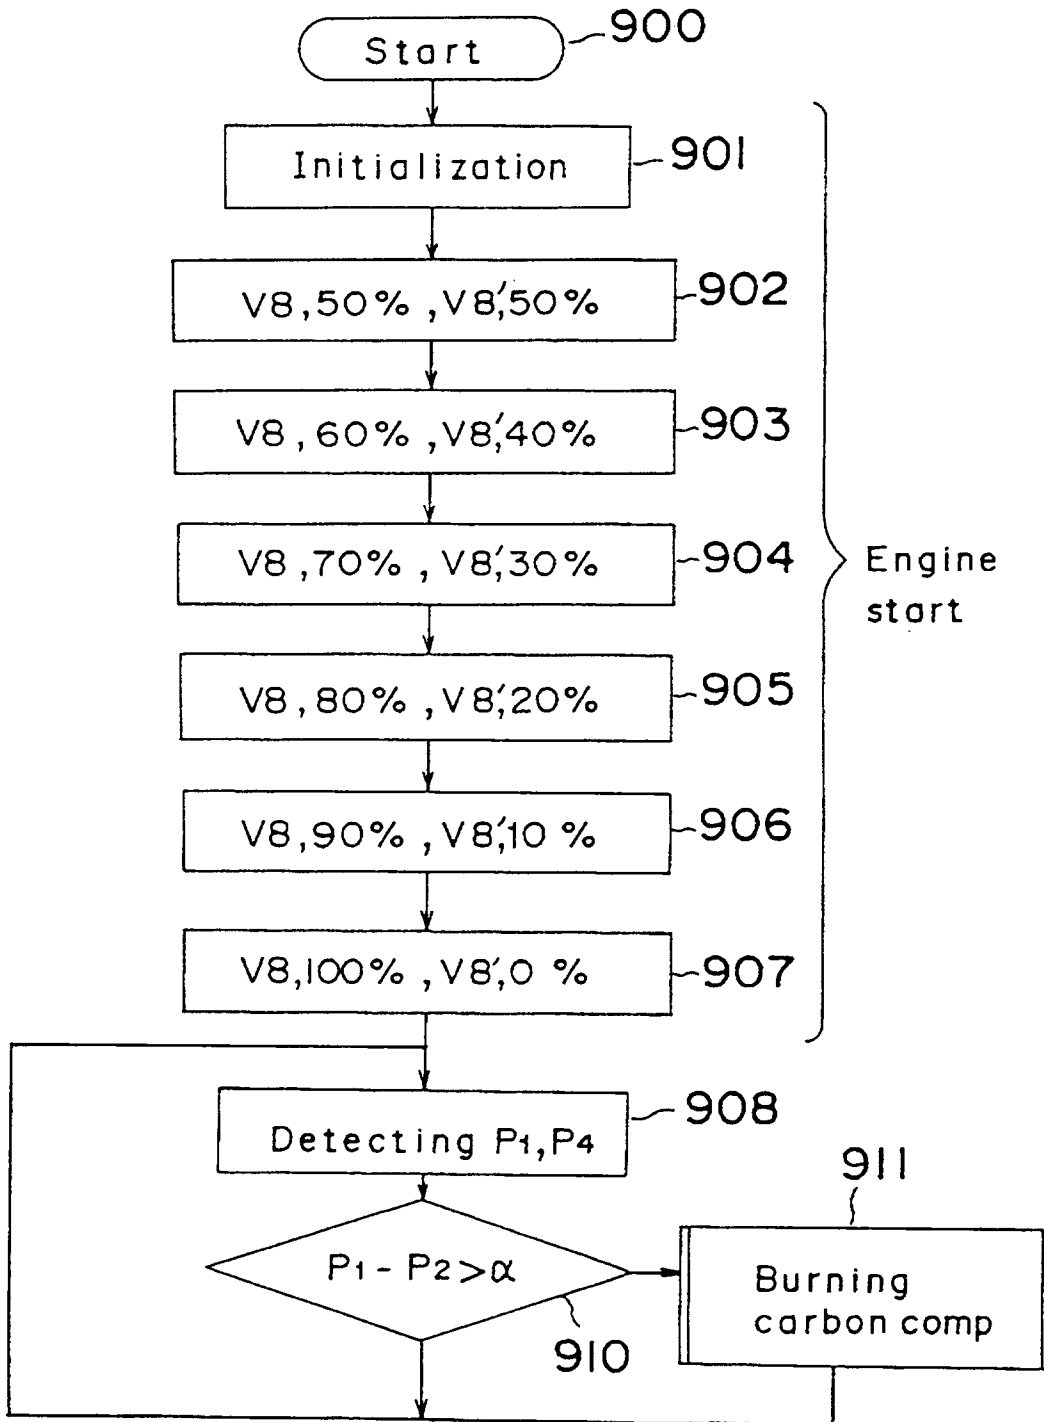 Start
900
Initialization
901
V8,50%,V8',50%
902
V8,60%,V8',40%
903
V8,70%,V8',30%
904
V8,80%,V8',20%
905
V8,90%,V8',10%
906
V8,100%,V8',0%
907
Engine
start
Detecting P1,P4
908
P1-P2>α
910
911
Burning
carbon comp